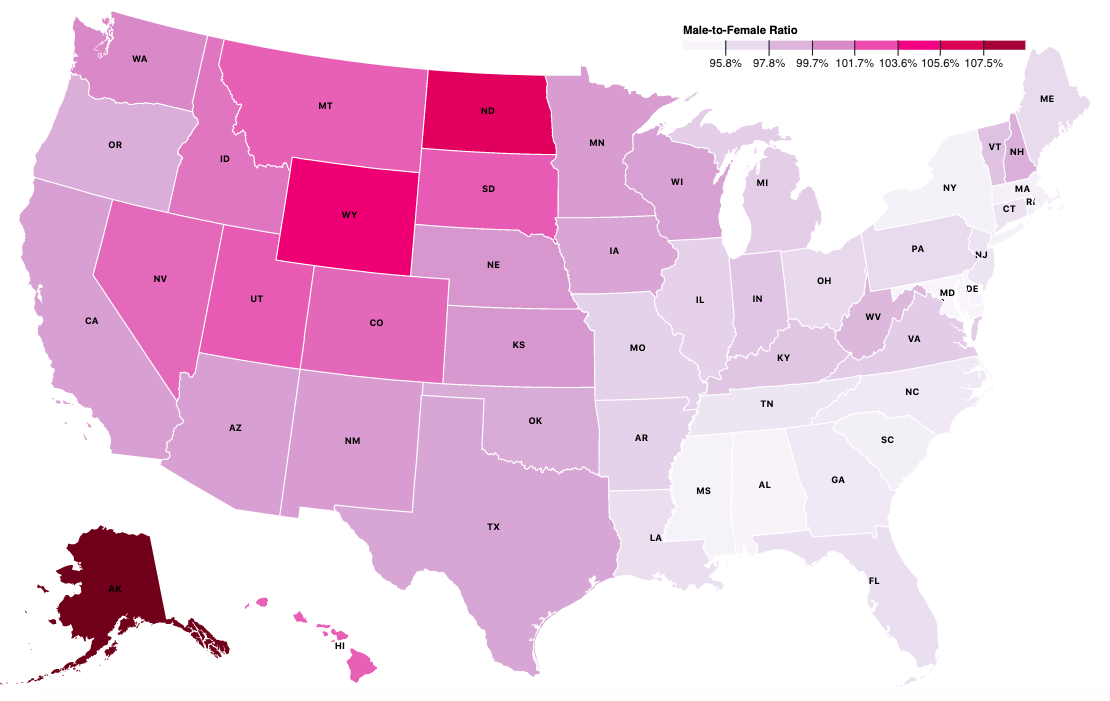 Male-to-Female Ratio
95.8% 97.8% 99.7% 101.7% 103.6% 105.6% 107.5%
WA
MT
ND
MN
ME
OR
ID
SD
WI
MI
VT
NH
WY
NY
MA
RI
CT
NV
UT
NE
IA
PA
NJ
CO
IL
IN
OH
MD
DE
CA
KS
MO
KY
WV
VA
AZ
NM
OK
AR
TN
NC
SC
TX
LA
MS
AL
GA
FL
AK
HI